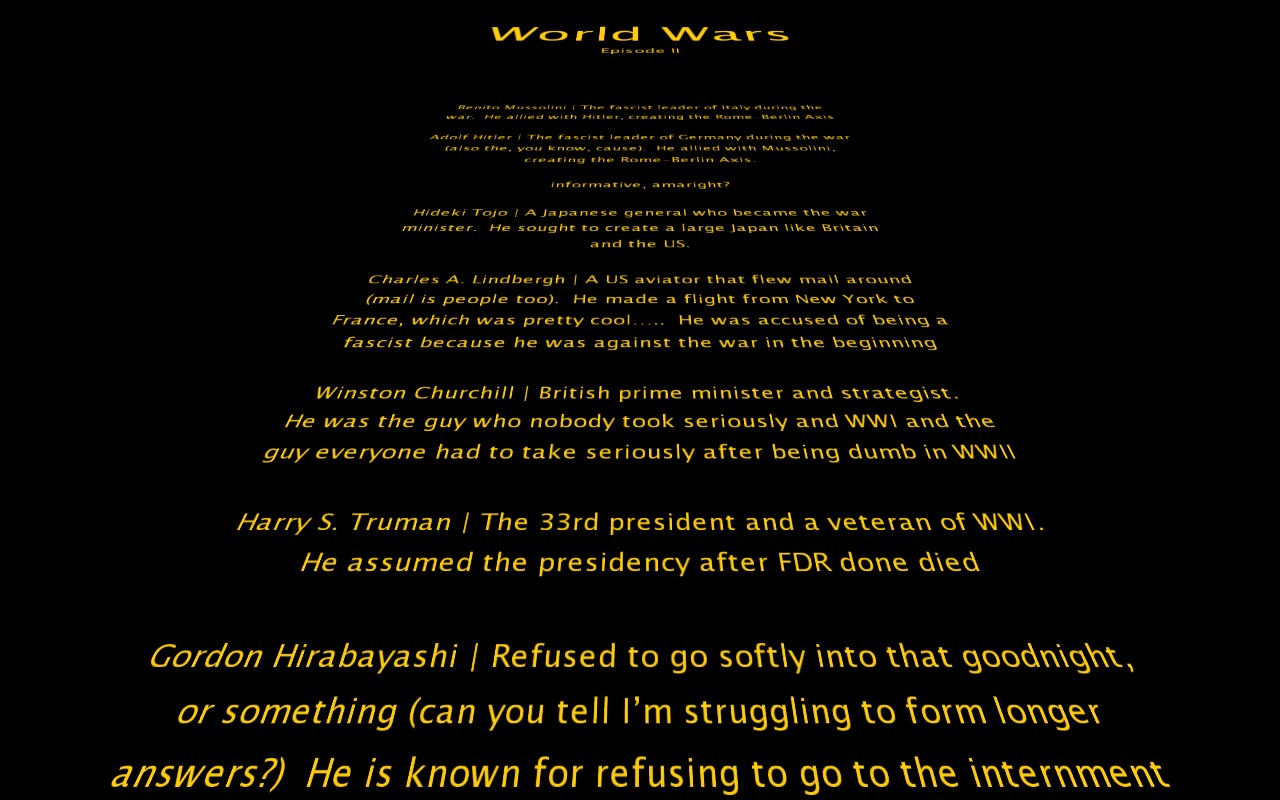 World Wars
Episode II
Benito Mussolini | The fascist leader of Italy during the
war. He allied with Hitler, creating the Rome-Berlin Axis
Adolf Hitler | The fascist leader of Germany during the war
(also the, you know, cause). He allied with Mussolini,
creating the Rome-Berlin Axis.
informative, amaright?
Hideki Tojo | A Japanese general who became the war
minister. He sought to create a large Japan like Britain
and the US.
Charles A. Lindbergh | A US aviator that flew mail around
(mail is people too). He made a flight from New York to
France, which was pretty cool..... He was accused of being a
fascist because he was against the war in the beginning
Winston Churchill | British prime minister and strategist.
He was the guy who nobody took seriously and WWI and the
guy everyone had to take seriously after being dumb in WWII
Harry S. Truman | The 33rd president and a veteran of WWI.
He assumed the presidency after FDR done died
Gordon Hirabayashi | Refused to go softly into that goodnight,
or something (can you tell I'm struggling to form longer
answers?) He is known for refusing to go to the internment